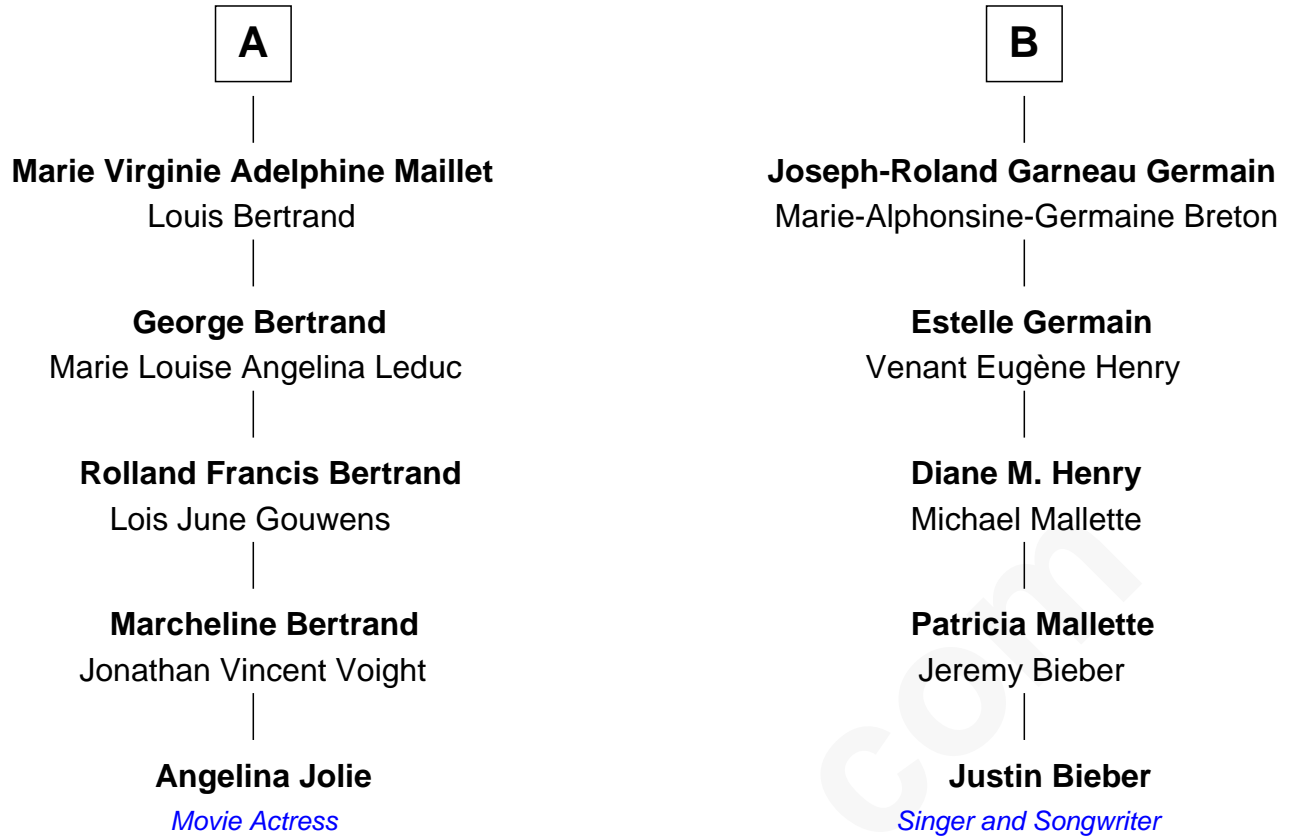 A
Marie Virginie Adelphine Maillet
Louis Bertrand
George Bertrand
Marie Louise Angelina Leduc
Rolland Francis Bertrand
Lois June Gouwens
Marcheline Bertrand
Jonathan Vincent Voight
Angelina Jolie
Movie Actress
B
Joseph-Roland Garneau Germain
Marie-Alphonsine-Germaine Breton
Estelle Germain
Venant Eugène Henry
Diane M. Henry
Michael Mallette
Patricia Mallette
Jeremy Bieber
Justin Bieber
Singer and Songwriter
com